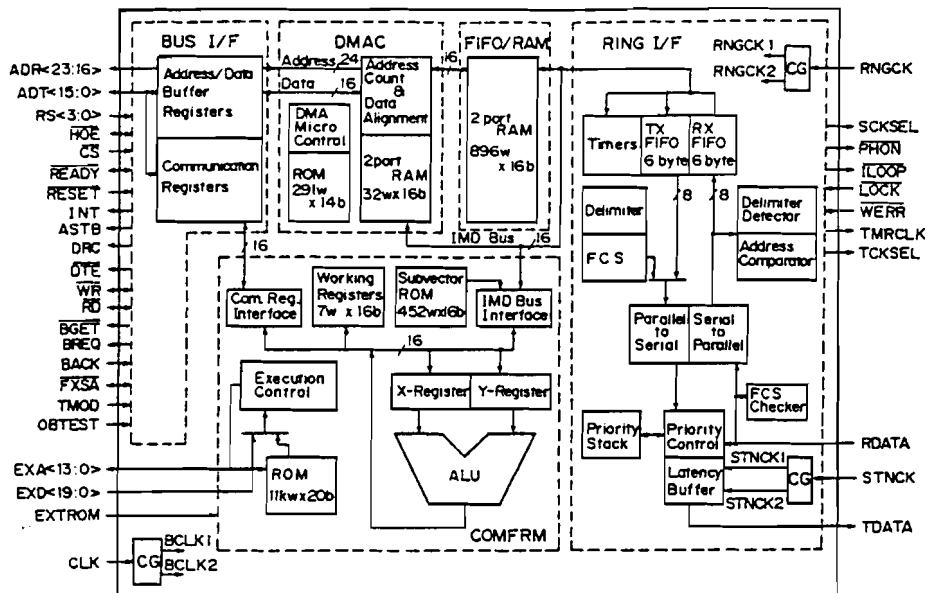 BUS I/F
DMAC
FIFO/RAM
RING I/F
ADR<23:16>
ADT<15:0>
RS<3:0>
HOE
CS
READY
RESET
INT
ASTB
DRC
DTE
WR
RD
BGET
BREQ
BACK
FXSA
TMOD
OBTEST
EXA<13:0>
EXD<19:0>
EXTROM
CLK
Address/Data
Buffer
Registers
Communication
Registers
Address 24
Data 16
Address
Count
&
Data
Alignment
DMA
Micro
Control
ROM
291w
x 14b
2port
RAM
32w x 16b
16
2 port
RAM
896w
x 16b
IMD Bus 16
16
Com. Reg.
Interface
Working
Registers
7w x 16b
Subvector
ROM
452wx16b
IMD Bus
Interface
16
Execution
Control
X-Register
Y-Register
ROM
11kwx20b
ALU
COMFRM
CG
BCLK1
BCLK2
RNGCK1
RNGCK2
CG
Timers
TX
FIFO
6 byte
RX
FIFO
6 byte
8
8
Delimiter
FCS
Delimiter
Detector
Address
Comparator
Parallel
to
Serial
Serial
to
Parallel
FCS
Checker
Priority
Stack
Priority
Control
Latency
Buffer
STNCK1
STNCK2
CG
RNGCK
SCKSEL
PHON
ILOOP
LOCK
WERR
TMRCLK
TCKSEL
RDATA
STNCK
TDATA